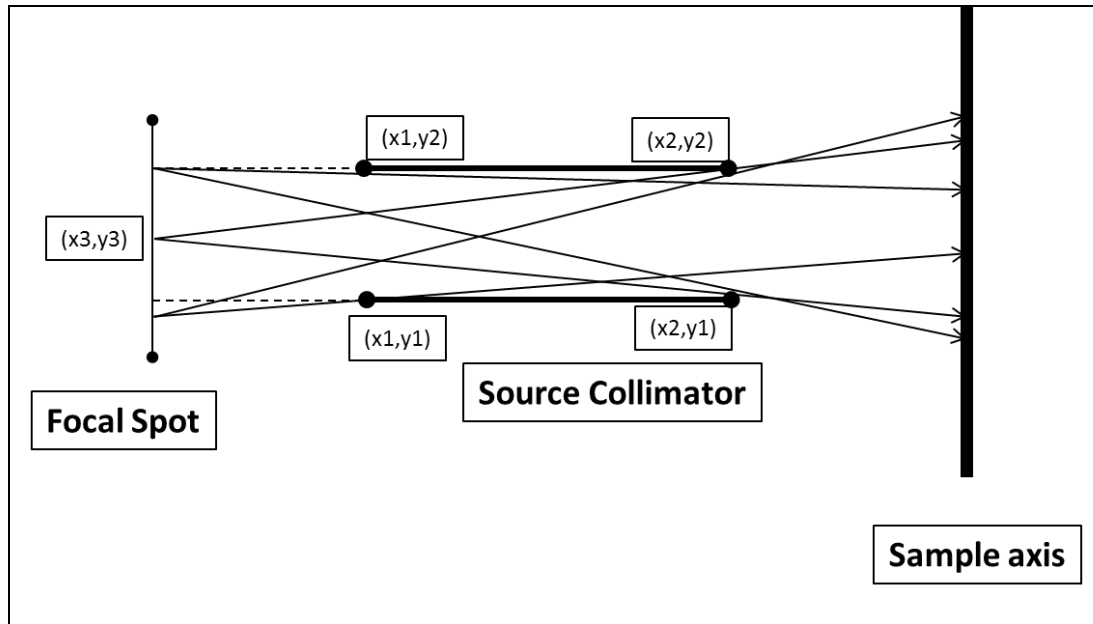 (x1,y2)
(x2,y2)
(x3,y3)
(x1,y1)
(x2,y1)
Source Collimator
Focal Spot
Sample axis